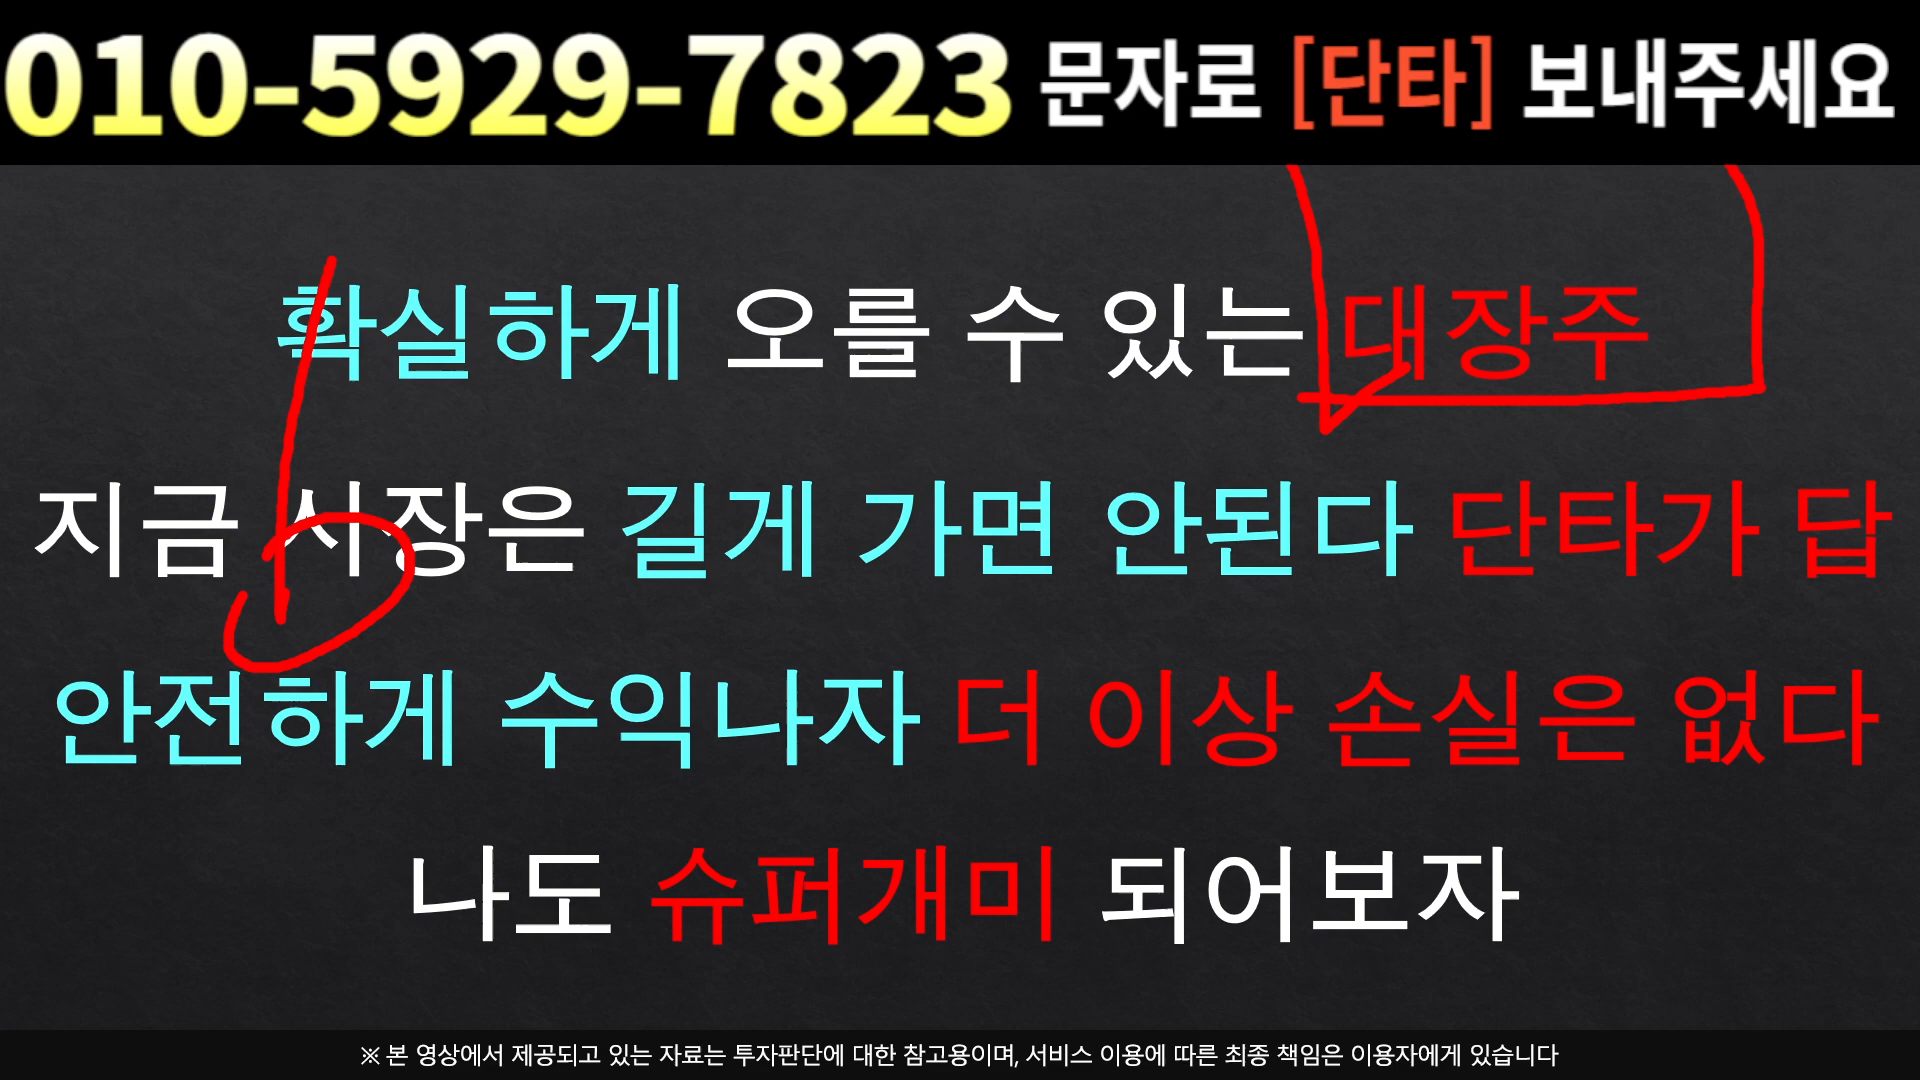 010-5929-7823 문자로 [단타] 보내주세요
확실하게 오를 수 있는 대장주
지금 시장은 길게 가면 안된다 단타가 답
안전하게 수익나자 더 이상 손실은 없다
나도 슈퍼개미 되어보자
※ 본 영상에서 제공되고 있는 자료는 투자판단에 대한 참고용이며, 서비스 이용에 따른 최종 책임은 이용자에게 있습니다